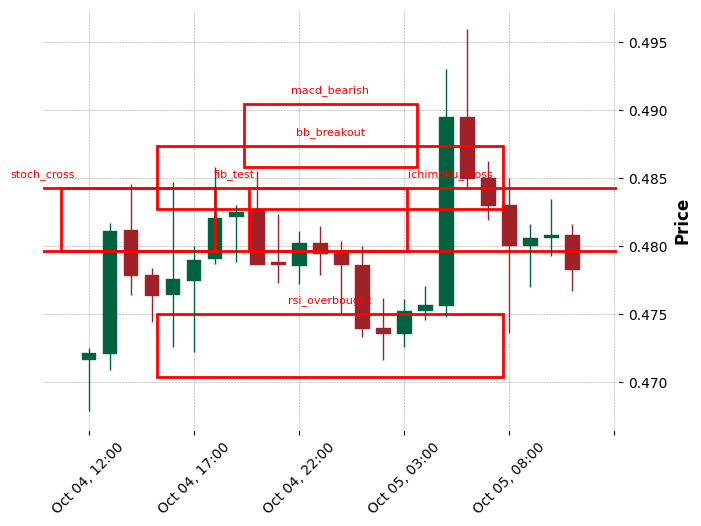 macd_bearish
bb_breakout
stoch_cross
fib_test
ichimoku_cross
rsi_overbought
0.495
0.490
0.485
0.480
0.475
0.470
Price
Oct 04, 12:00
Oct 04, 17:00
Oct 04, 22:00
Oct 05, 03:00
Oct 05, 08:00